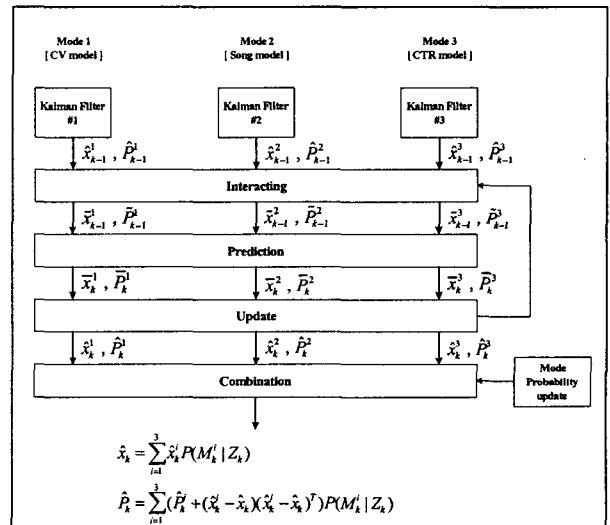 Mode 1 Mode 2 Mode 3
[ CV model ] [ Song model ] [ CTR model ]
Kalman Filter #1 Kalman Filter #2 Kalman Filter #3
x̂¹ₖ₋₁ , P̂¹ₖ₋₁ x̂²ₖ₋₁ , P̂²ₖ₋₁ x̂³ₖ₋₁ , P̂³ₖ₋₁
Interacting
x̃¹ₖ₋₁ , P̃¹ₖ₋₁ x̃²ₖ₋₁ , P̃²ₖ₋₁ x̃³ₖ₋₁ , P̃³ₖ₋₁
Prediction
x̄¹ₖ , P̄¹ₖ x̄²ₖ , P̄²ₖ x̄³ₖ , P̄³ₖ
Update
x̂¹ₖ , P̂¹ₖ x̂²ₖ , P̂²ₖ x̂³ₖ , P̂³ₖ
Combination
Mode
Probability
update
x̂ₖ = ∑³ᵢ₌₁ x̂ⁱₖ P(Mⁱₖ | Zₖ)
P̂ₖ = ∑³ᵢ₌₁ (P̂ⁱₖ + (x̂ⁱₖ − x̂ₖ)(x̂ⁱₖ − x̂ₖ)ᵀ)P(Mⁱₖ | Zₖ)